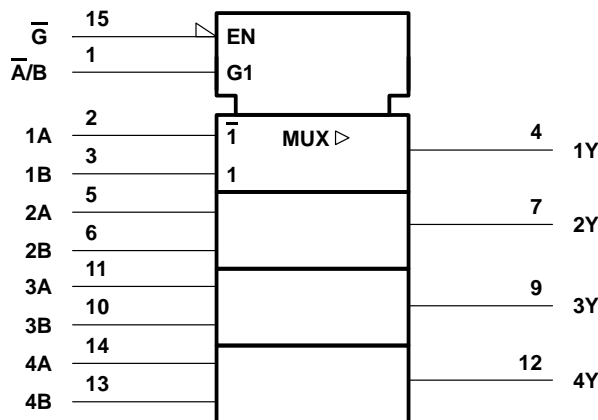 G̅ 15 EN
A̅/B 1 G1
1A 2 1̅ MUX ▷ 4 1Y
1B 3 1
2A 5 7 2Y
2B 6
3A 11 9 3Y
3B 10
4A 14 12 4Y
4B 13